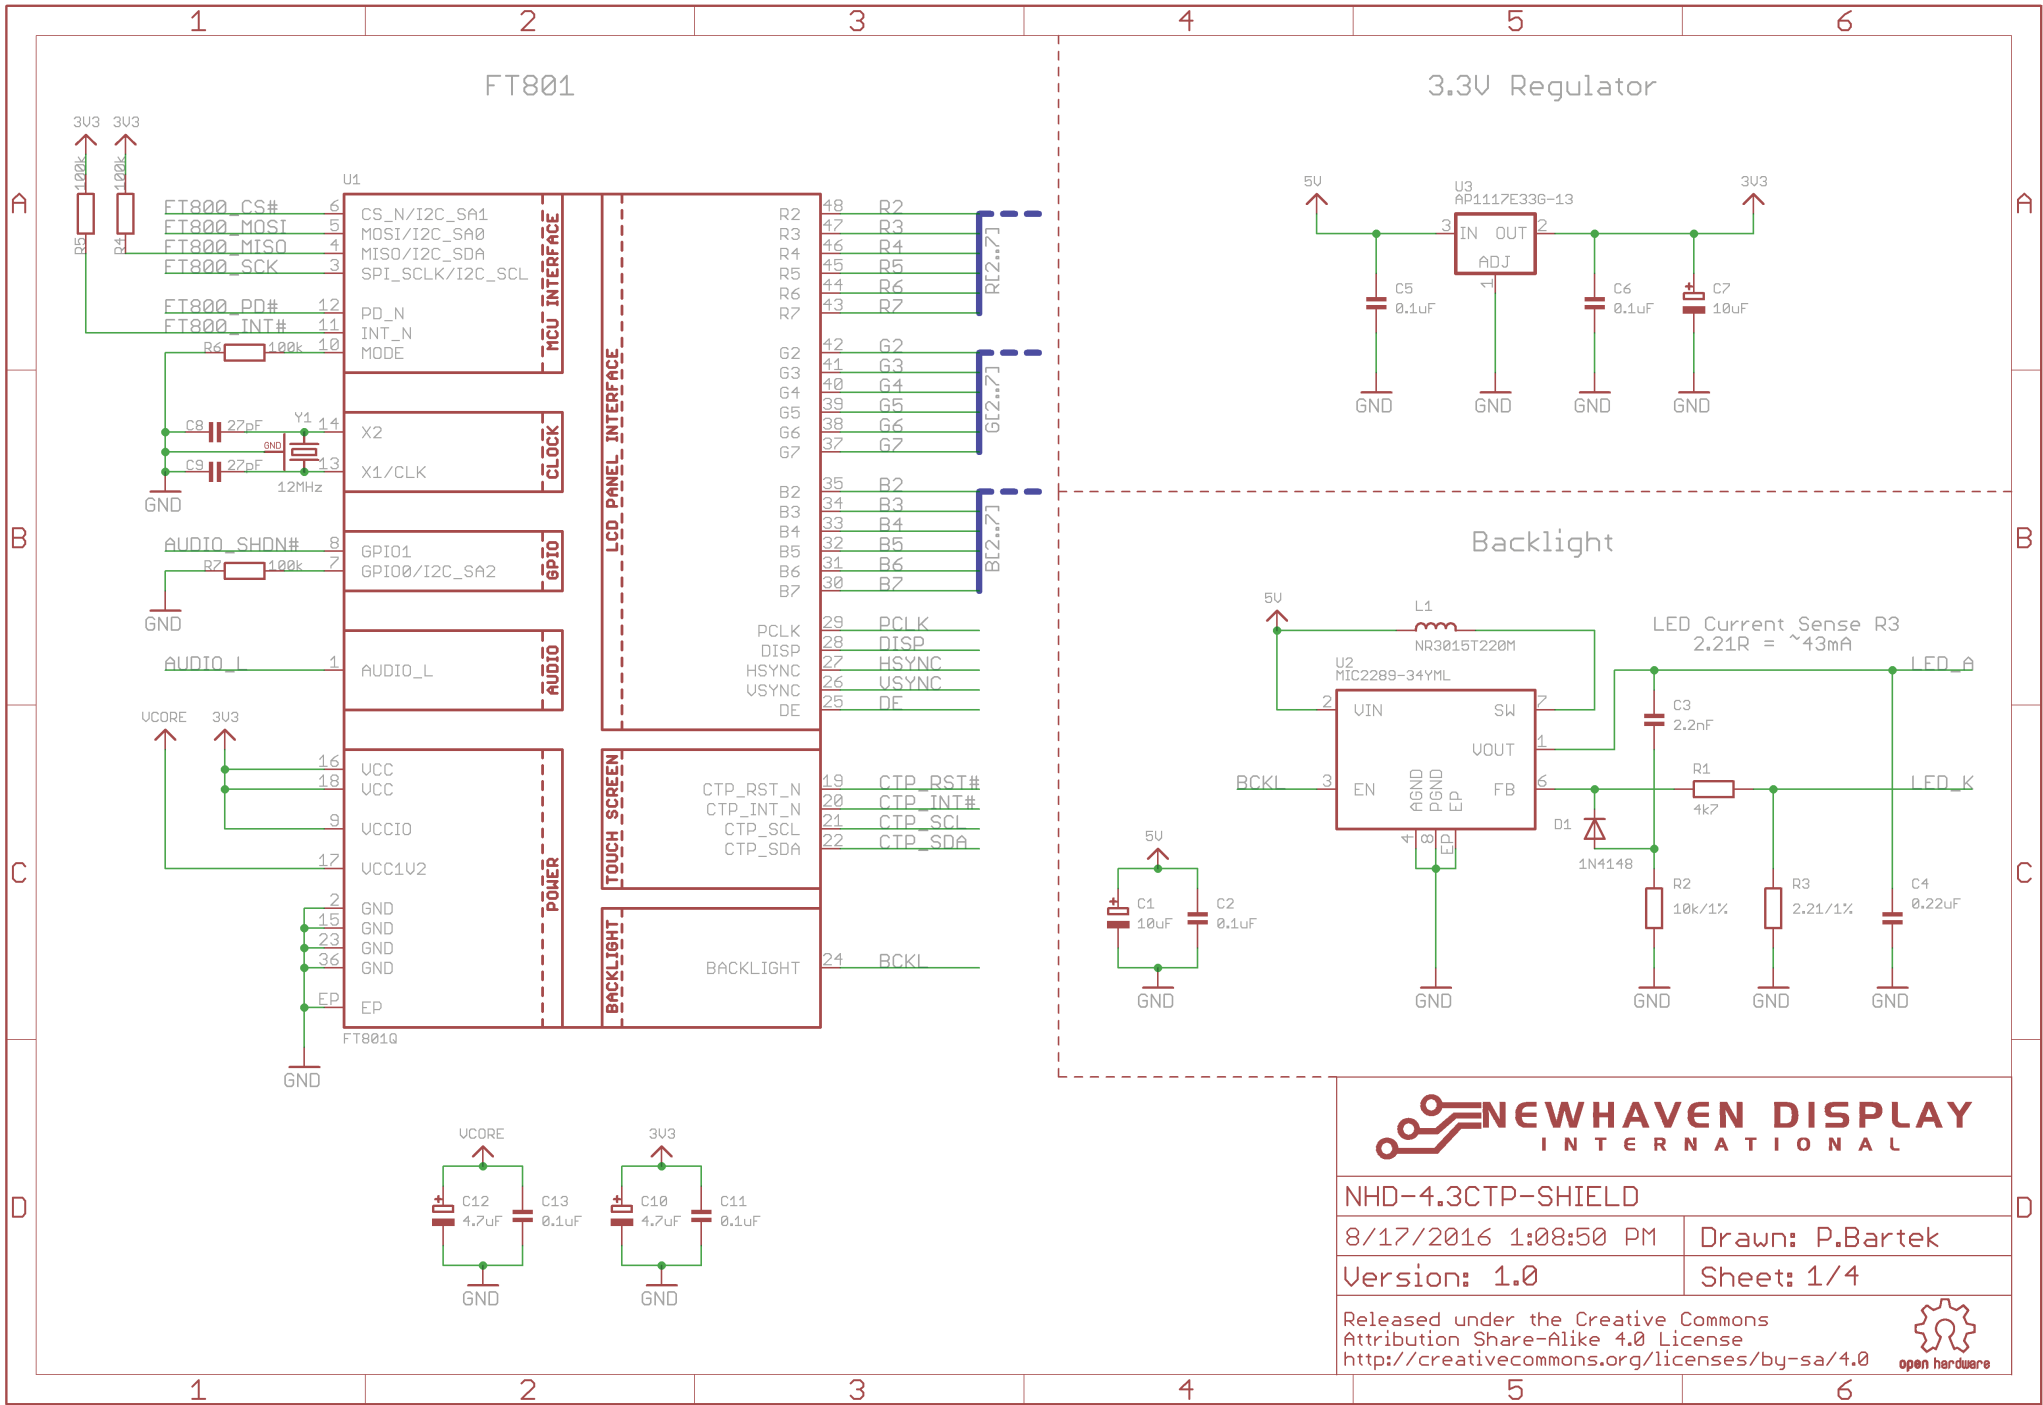 1 2 3 4 5 6
A
B
C
D
FT801
3V3 3V3
100k 100k
R5 R4
U1
FT800_CS# 6 CS_N/I2C_SA1
FT800_MOSI 5 MOSI/I2C_SA0
FT800_MISO 4 MISO/I2C_SDA
FT800_SCK 3 SPI_SCLK/I2C_SCL
FT800_PD# 12 PD_N
FT800_INT# 11 INT_N
R6 100k 10 MODE
MCU INTERFACE
C8 27pF Y1 14 X2
GND
C9 27pF 13 X1/CLK
12MHz
GND
CLOCK
AUDIO_SHDN# 8 GPIO1
R7 100k 7 GPIO0/I2C_SA2
GND
GPIO
AUDIO_L 1 AUDIO_L
AUDIO
VCORE 3V3
16 VCC
18 VCC
9 VCCIO
17 VCC1V2
2 GND
15 GND
23 GND
36 GND
EP EP
POWER
GND
FT801Q
LCD PANEL INTERFACE
R2 48 R2
R3 47 R3
R4 46 R4
R5 45 R5
R6 44 R6
R7 43 R7
R[2..7]
G2 42 G2
G3 41 G3
G4 40 G4
G5 39 G5
G6 38 G6
G7 37 G7
G[2..7]
B2 35 B2
B3 34 B3
B4 33 B4
B5 32 B5
B6 31 B6
B7 30 B7
B[2..7]
PCLK 29 PCLK
DISP 28 DISP
HSYNC 27 HSYNC
VSYNC 26 VSYNC
DE 25 DE
TOUCH SCREEN
CTP_RST_N 19 CTP_RST#
CTP_INT_N 20 CTP_INT#
CTP_SCL 21 CTP_SCL
CTP_SDA 22 CTP_SDA
BACKLIGHT
BACKLIGHT 24 BCKL
VCORE
C12 4.7uF
C13 0.1uF
GND
3V3
C10 4.7uF
C11 0.1uF
GND
3.3V Regulator
5V
U3
AP1117E33G-13
3V3
3 IN OUT 2
ADJ
1
C5
0.1uF
C6
0.1uF
C7
10uF
GND GND GND GND
Backlight
5V
L1
NR3015T220M
LED Current Sense R3
2.21R = ~43mA
U2
MIC2289-34YML
LED_A
2 VIN SW 7
VOUT 1
BCKL 3 EN FB 6
AGND PGND EP
4 8 EP
C3
2.2nF
R1
4k7
LED_K
D1
1N4148
5V
C1
10uF
C2
0.1uF
R2
10k/1%
R3
2.21/1%
C4
0.22uF
GND GND GND GND GND
NEWHAVEN DISPLAY
INTERNATIONAL
NHD-4.3CTP-SHIELD
8/17/2016 1:08:50 PM
Drawn: P.Bartek
Version: 1.0
Sheet: 1/4
Released under the Creative Commons
Attribution Share-Alike 4.0 License
http://creativecommons.org/licenses/by-sa/4.0
open hardware
A
B
C
D
1 2 3 4 5 6